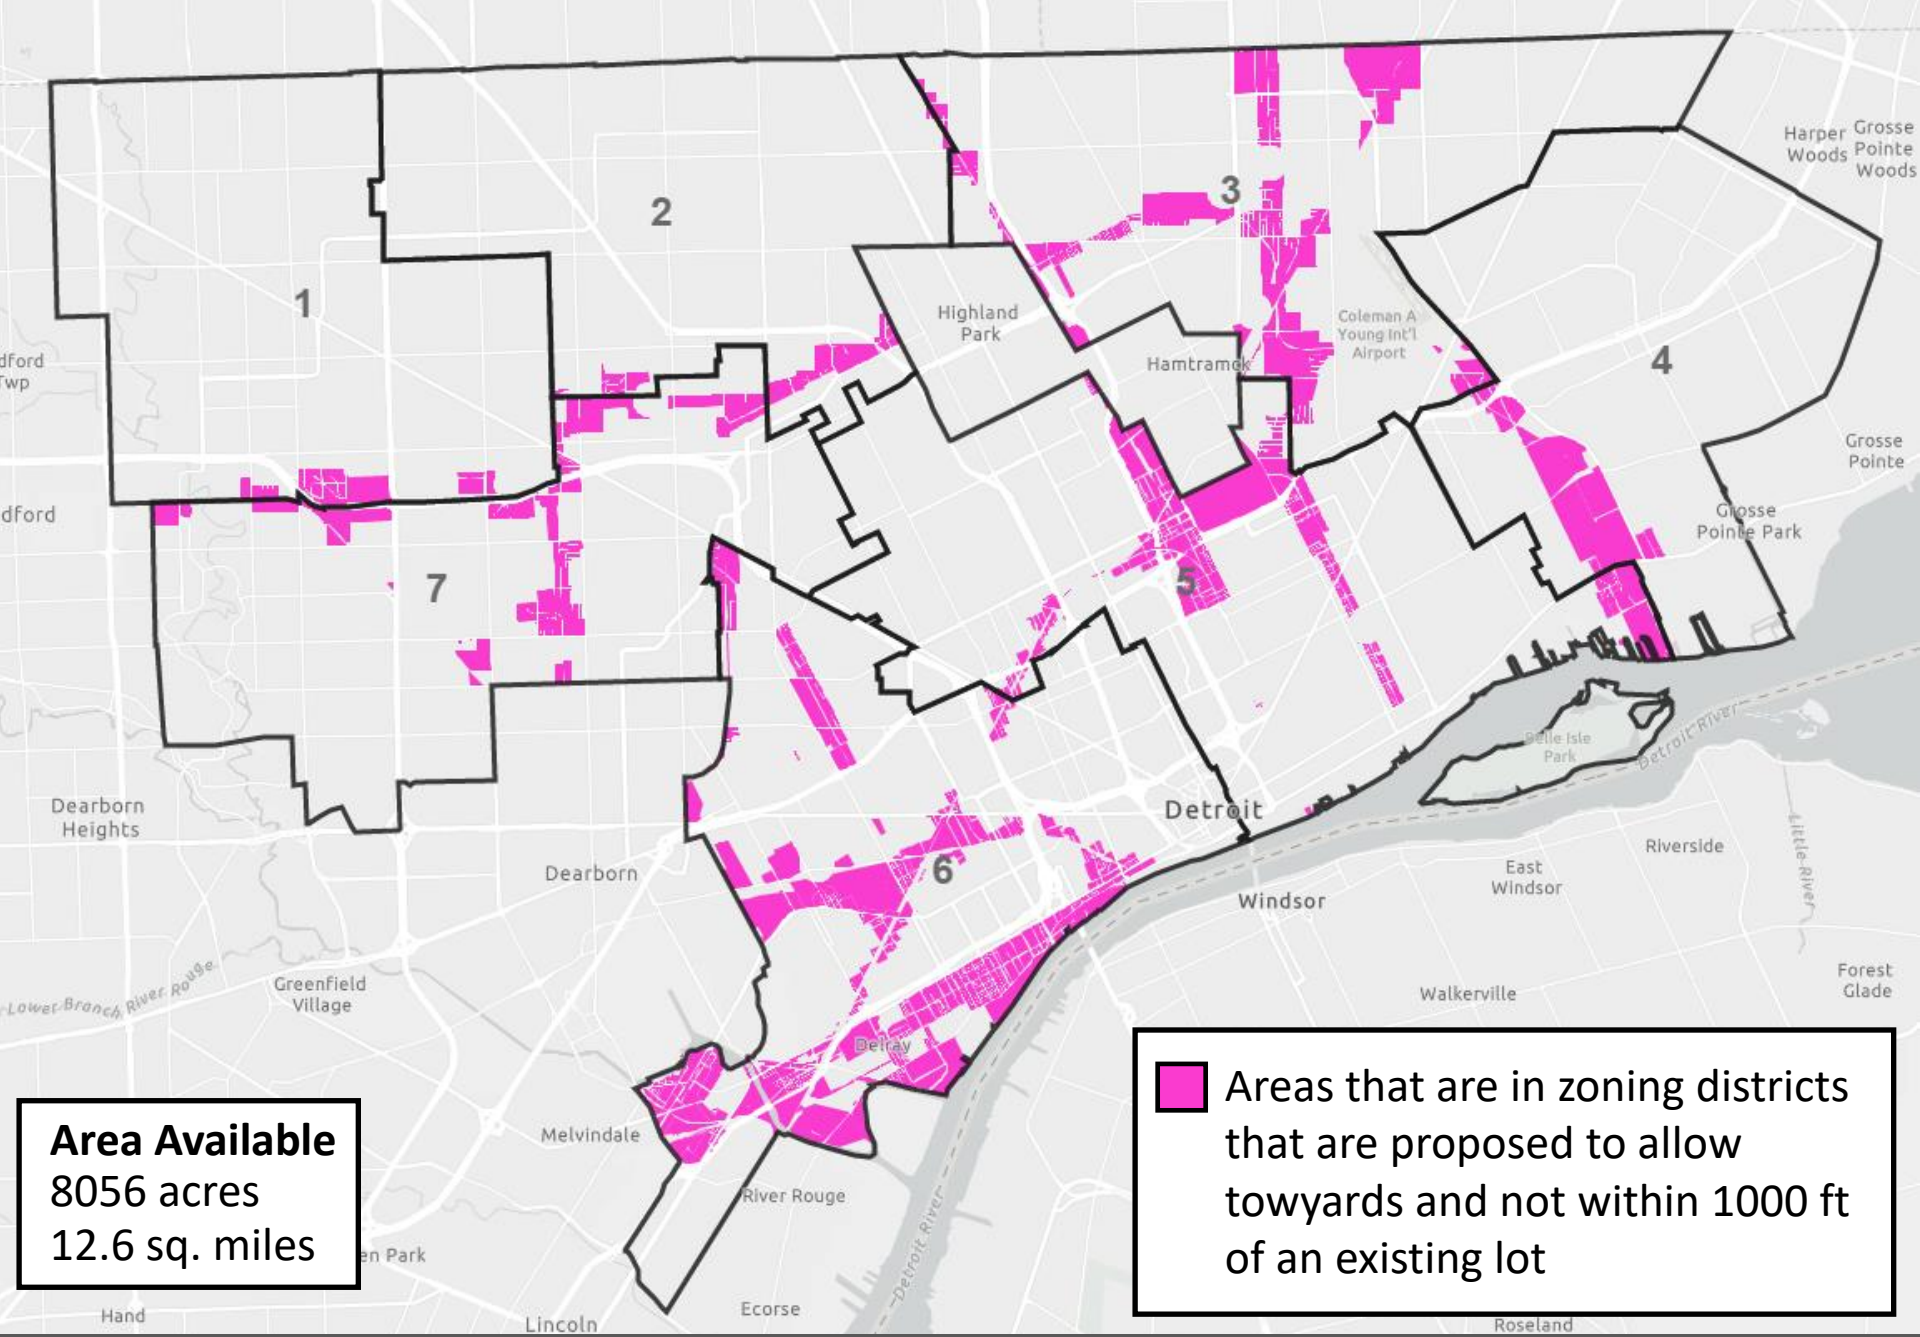 Harper
Woods
Grosse
Pointe
Woods
3
2
1
Highland
Park
Coleman A
Young Int'l
Airport
Hamtramck
4
dford
Twp
Grosse
Pointe
dford
Grosse
Pointe Park
7
5
Belle Isle
Park
Detroit River
Dearborn
Heights
Detroit
Dearborn
6
East
Windsor
Riverside
Little River
Windsor
Lower Branch River Rouge
Greenfield
Village
Walkerville
Forest
Glade
Delray
Melvindale
River Rouge
Detroit River
en Park
Ecorse
Hand
Lincoln
Roseland
Area Available
8056 acres
12.6 sq. miles
Areas that are in zoning districts
that are proposed to allow
towyards and not within 1000 ft
of an existing lot